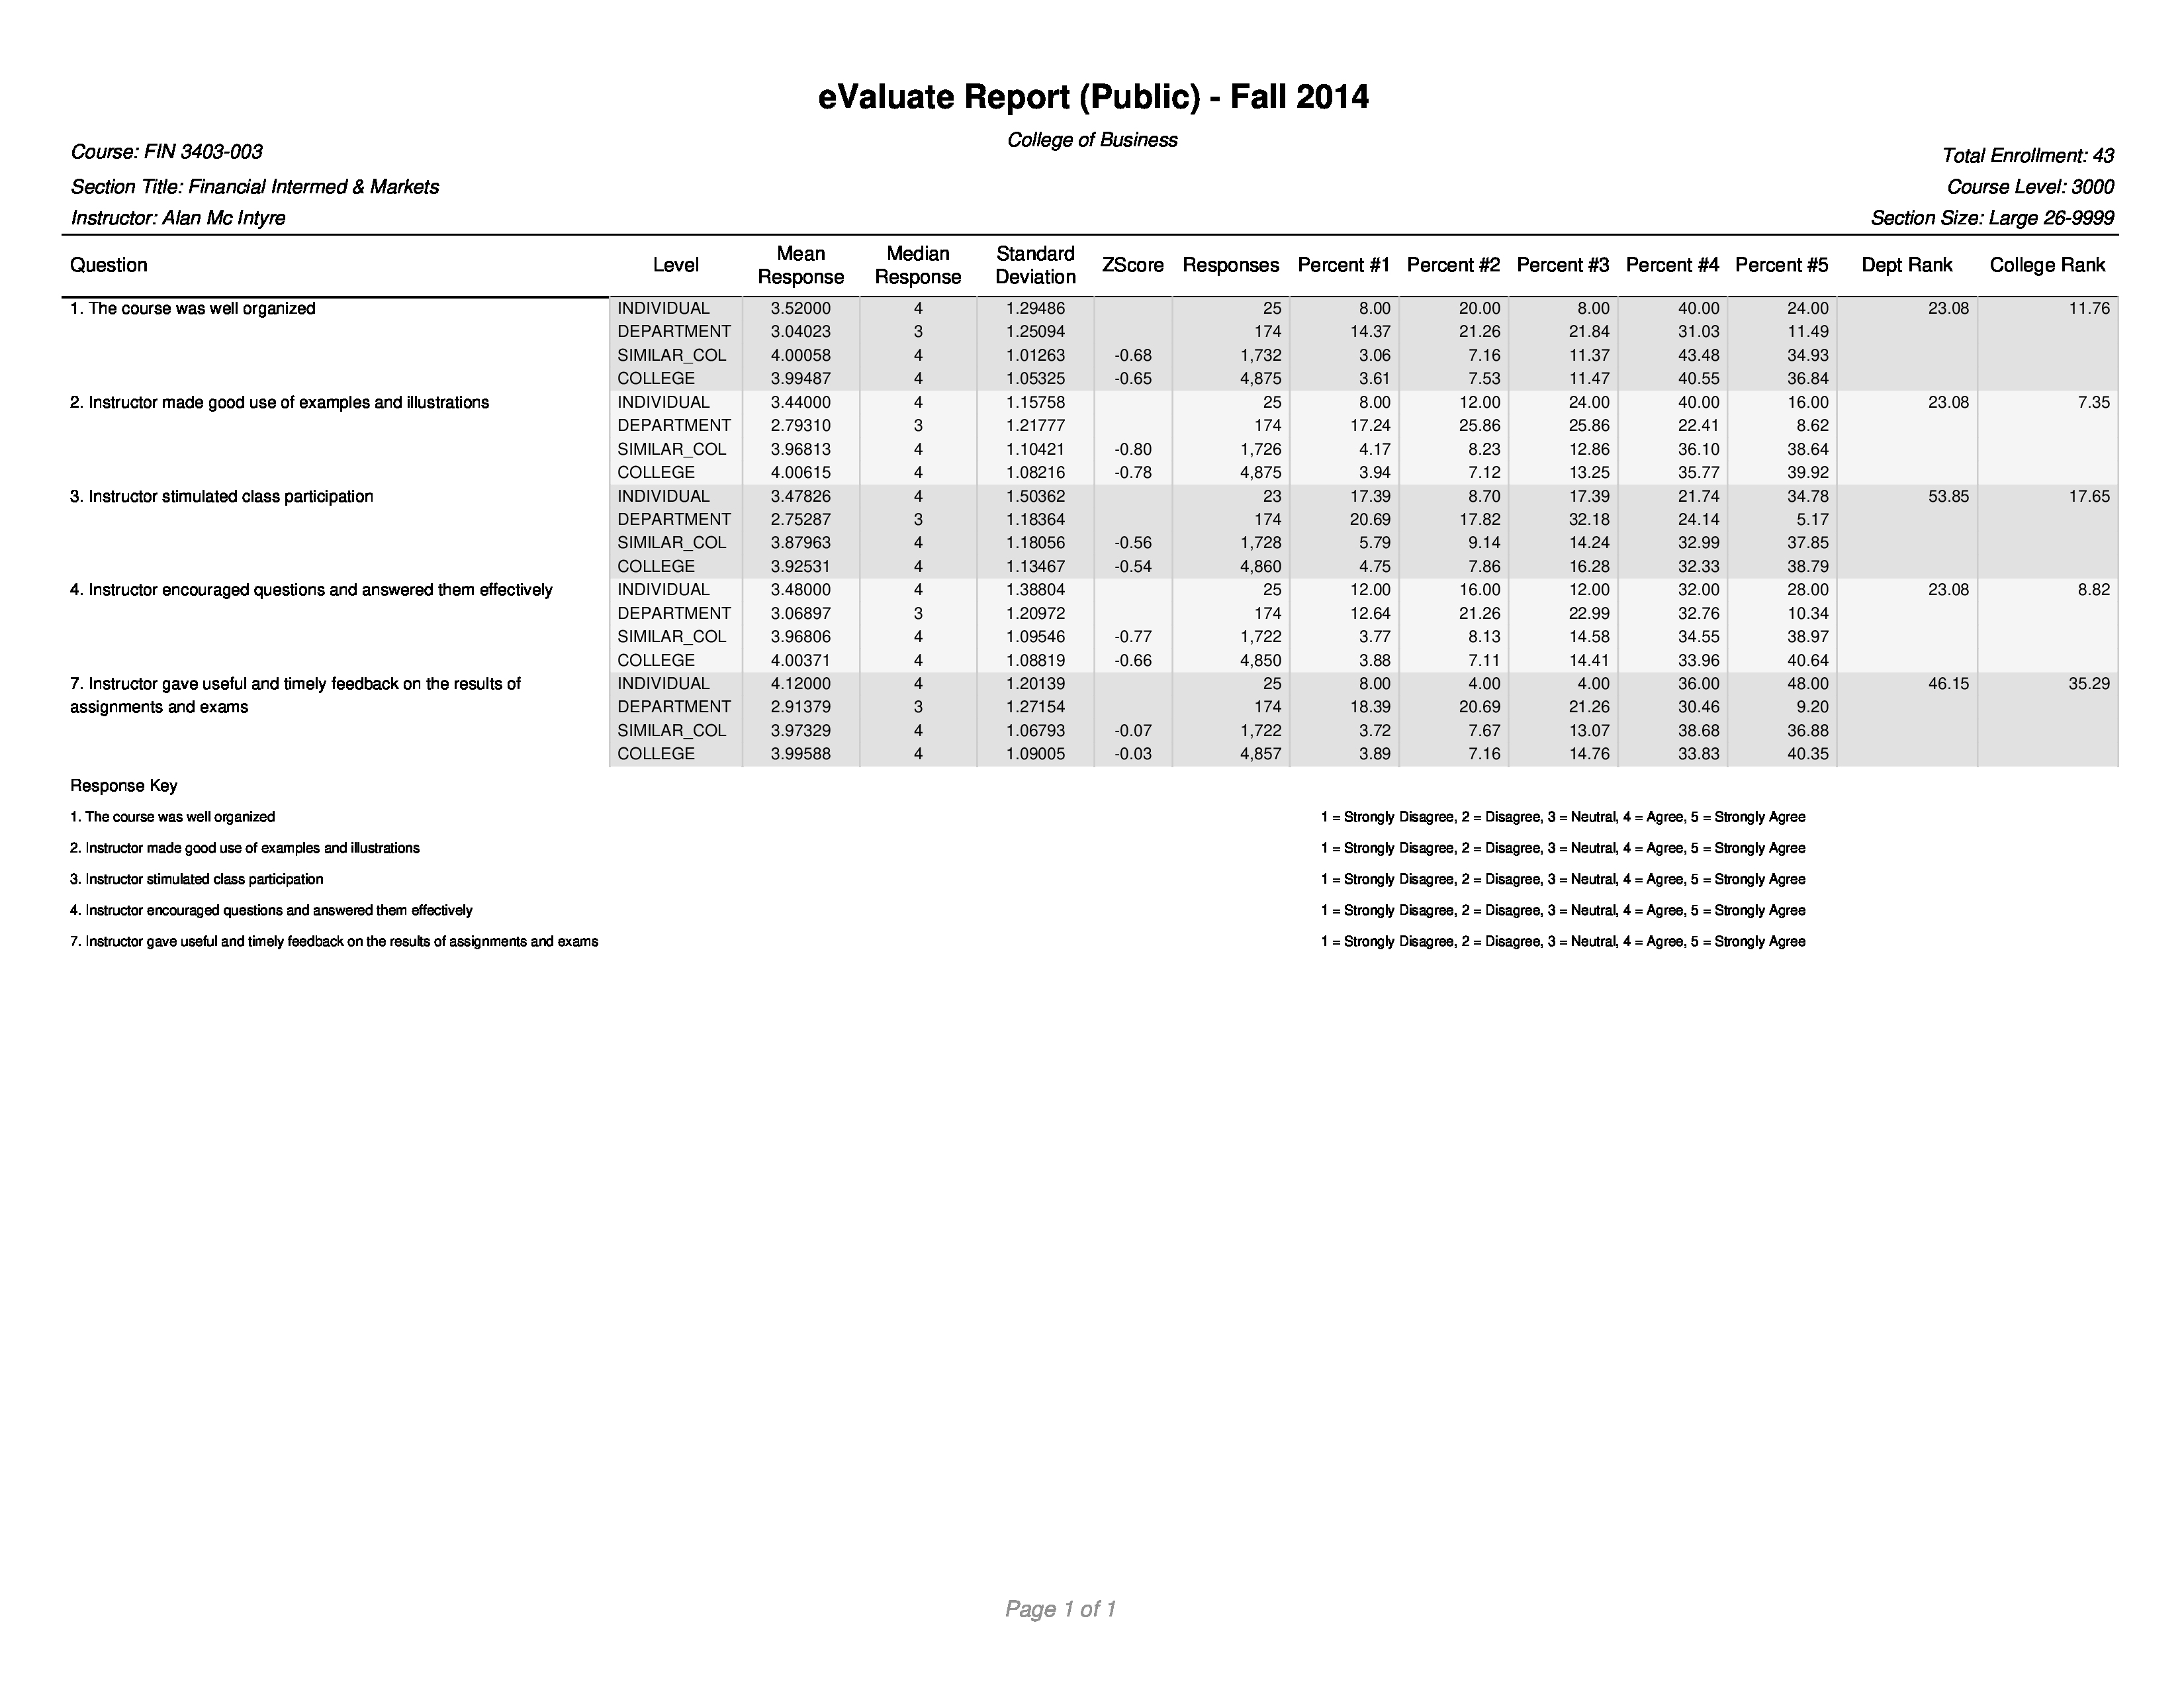 eValuate Report (Public) - Fall 2014
College of Business
Course: FIN 3403-003
Total Enrollment: 43
Section Title: Financial Intermed & Markets
Course Level: 3000
Instructor: Alan Mc Intyre
Section Size: Large 26-9999
Question Level Mean Response Median Response Standard Deviation ZScore Responses Percent #1 Percent #2 Percent #3 Percent #4 Percent #5 Dept Rank College Rank
1. The course was well organized INDIVIDUAL 3.52000 4 1.29486 25 8.00 20.00 8.00 40.00 24.00 23.08 11.76
DEPARTMENT 3.04023 3 1.25094 174 14.37 21.26 21.84 31.03 11.49
SIMILAR_COL 4.00058 4 1.01263 -0.68 1,732 3.06 7.16 11.37 43.48 34.93
COLLEGE 3.99487 4 1.05325 -0.65 4,875 3.61 7.53 11.47 40.55 36.84
2. Instructor made good use of examples and illustrations INDIVIDUAL 3.44000 4 1.15758 25 8.00 12.00 24.00 40.00 16.00 23.08 7.35
DEPARTMENT 2.79310 3 1.21777 174 17.24 25.86 25.86 22.41 8.62
SIMILAR_COL 3.96813 4 1.10421 -0.80 1,726 4.17 8.23 12.86 36.10 38.64
COLLEGE 4.00615 4 1.08216 -0.78 4,875 3.94 7.12 13.25 35.77 39.92
3. Instructor stimulated class participation INDIVIDUAL 3.47826 4 1.50362 23 17.39 8.70 17.39 21.74 34.78 53.85 17.65
DEPARTMENT 2.75287 3 1.18364 174 20.69 17.82 32.18 24.14 5.17
SIMILAR_COL 3.87963 4 1.18056 -0.56 1,728 5.79 9.14 14.24 32.99 37.85
COLLEGE 3.92531 4 1.13467 -0.54 4,860 4.75 7.86 16.28 32.33 38.79
4. Instructor encouraged questions and answered them effectively INDIVIDUAL 3.48000 4 1.38804 25 12.00 16.00 12.00 32.00 28.00 23.08 8.82
DEPARTMENT 3.06897 3 1.20972 174 12.64 21.26 22.99 32.76 10.34
SIMILAR_COL 3.96806 4 1.09546 -0.77 1,722 3.77 8.13 14.58 34.55 38.97
COLLEGE 4.00371 4 1.08819 -0.66 4,850 3.88 7.11 14.41 33.96 40.64
7. Instructor gave useful and timely feedback on the results of INDIVIDUAL 4.12000 4 1.20139 25 8.00 4.00 4.00 36.00 48.00 46.15 35.29
assignments and exams DEPARTMENT 2.91379 3 1.27154 174 18.39 20.69 21.26 30.46 9.20
SIMILAR_COL 3.97329 4 1.06793 -0.07 1,722 3.72 7.67 13.07 38.68 36.88
COLLEGE 3.99588 4 1.09005 -0.03 4,857 3.89 7.16 14.76 33.83 40.35
Response Key
1. The course was well organized 1 = Strongly Disagree, 2 = Disagree, 3 = Neutral, 4 = Agree, 5 = Strongly Agree
2. Instructor made good use of examples and illustrations 1 = Strongly Disagree, 2 = Disagree, 3 = Neutral, 4 = Agree, 5 = Strongly Agree
3. Instructor stimulated class participation 1 = Strongly Disagree, 2 = Disagree, 3 = Neutral, 4 = Agree, 5 = Strongly Agree
4. Instructor encouraged questions and answered them effectively 1 = Strongly Disagree, 2 = Disagree, 3 = Neutral, 4 = Agree, 5 = Strongly Agree
7. Instructor gave useful and timely feedback on the results of assignments and exams 1 = Strongly Disagree, 2 = Disagree, 3 = Neutral, 4 = Agree, 5 = Strongly Agree
Page 1 of 1